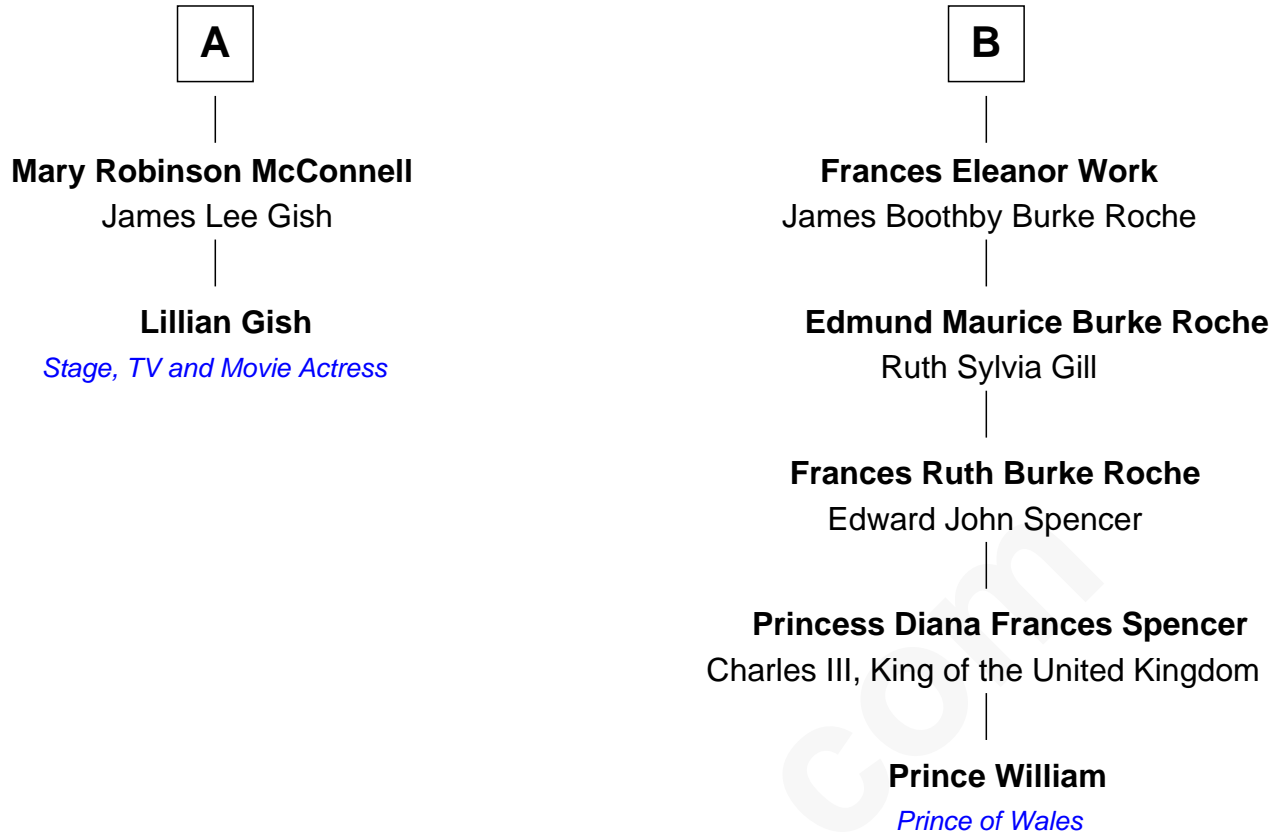 A
Mary Robinson McConnell
James Lee Gish
Lillian Gish
Stage, TV and Movie Actress
B
Frances Eleanor Work
James Boothby Burke Roche
Edmund Maurice Burke Roche
Ruth Sylvia Gill
Frances Ruth Burke Roche
Edward John Spencer
Princess Diana Frances Spencer
Charles III, King of the United Kingdom
Prince William
Prince of Wales
com